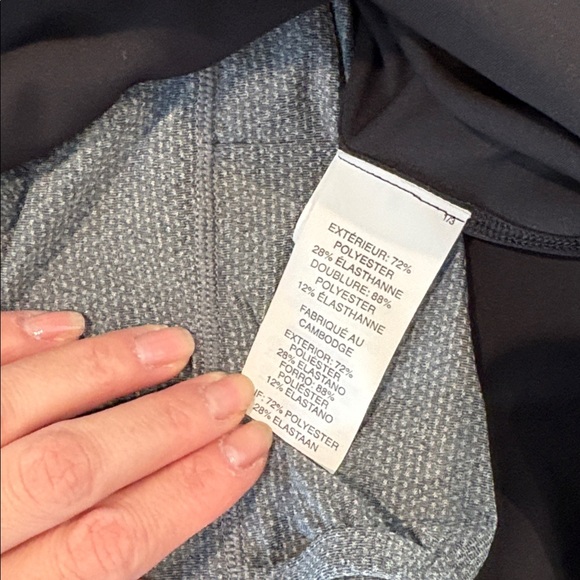 1/3
EXTÉRIEUR: 72%
POLYESTER
28% ÉLASTHANNE
DOUBLURE: 88%
POLYESTER
12% ÉLASTHANNE
FABRIQUÉ AU
CAMBODGE
EXTERIOR: 72%
POLIÉSTER
28% ELASTANO
FORRO: 88%
POLIÉSTER
12% ELASTANO
72% POLYESTER
28% ELASTAAN